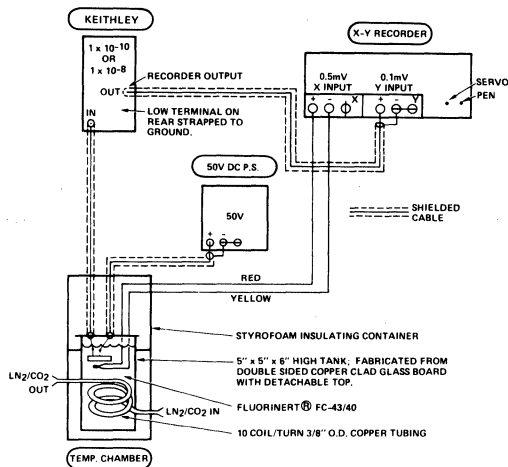 KEITHLEY
1 x 10-10
OR
1 x 10-8
OUT
IN
RECORDER OUTPUT
LOW TERMINAL ON
REAR STRAPPED TO
GROUND.
X-Y RECORDER
0.5mV
X INPUT
0.1mV
Y INPUT
+ - X
+ - Y
SERVO
PEN
50V DC P.S.
50V
+ -
SHIELDED
CABLE
RED
YELLOW
STYROFOAM INSULATING CONTAINER
5" x 5" x 6" HIGH TANK; FABRICATED FROM
DOUBLE SIDED COPPER CLAD GLASS BOARD
WITH DETACHABLE TOP.
LN2/CO2
OUT
LN2/CO2 IN
FLUORINERT® FC-43/40
10 COIL/TURN 3/8" O.D. COPPER TUBING
TEMP. CHAMBER